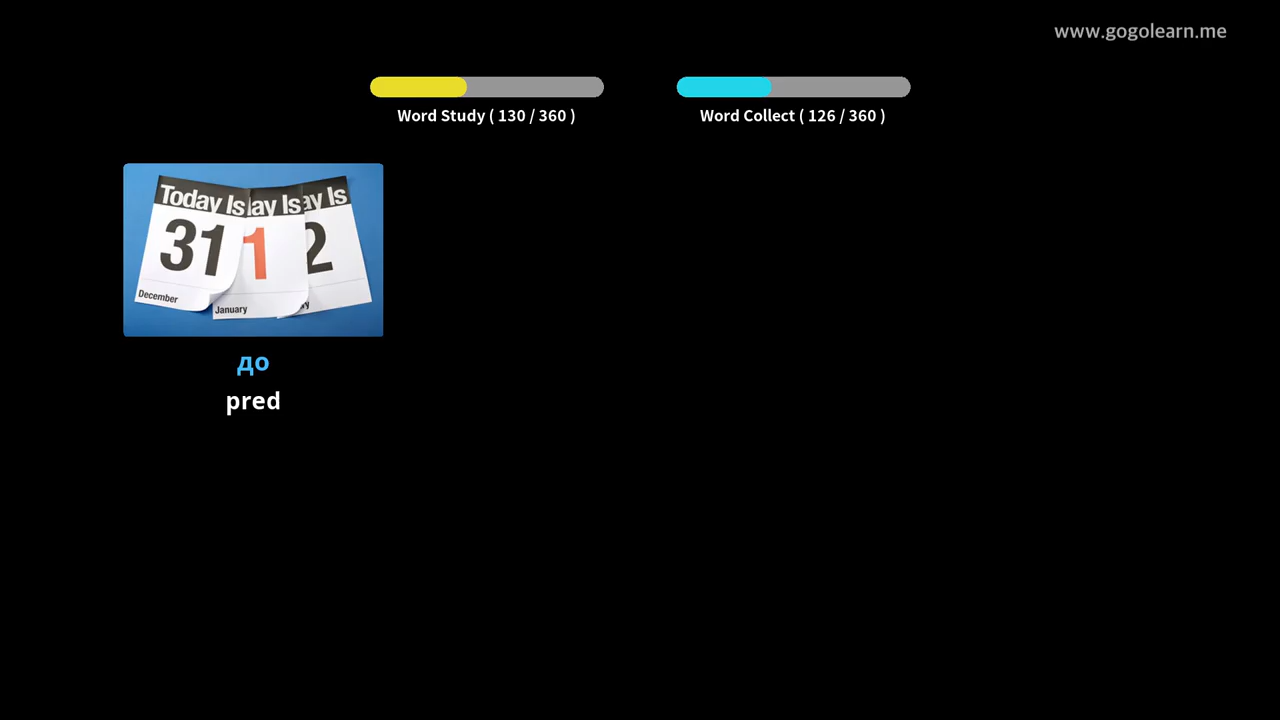 www.gogolearn.me
Word Study ( 130 / 360 )
Word Collect ( 126 / 360 )
Today Is
ay Is
ay Is
31
1
2
December
January
ry
до
pred